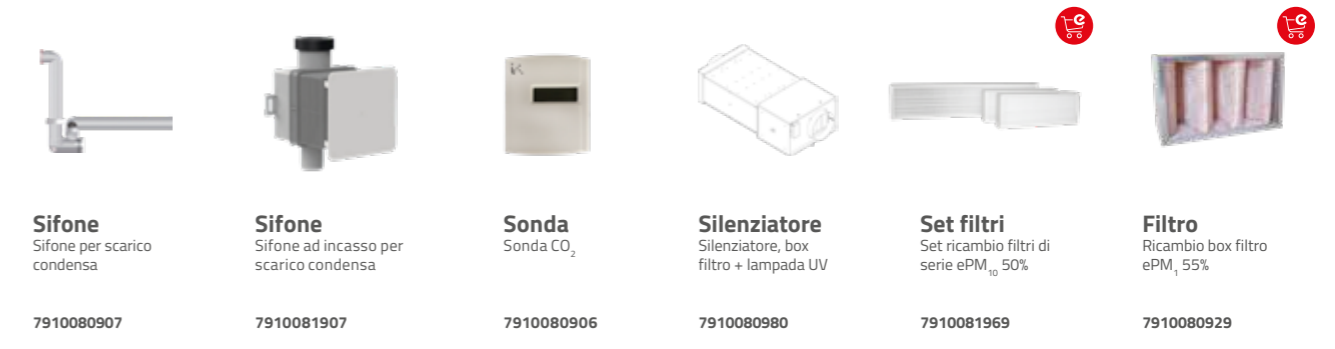 Sifone
Sifone per scarico
condensa
7910080907
Sifone
Sifone ad incasso per
scarico condensa
7910081907
Sonda
Sonda CO₂
7910080906
Silenziatore
Silenziatore, box
filtro + lampada UV
7910080980
Set filtri
Set ricambio filtri di
serie ePM₁₀ 50%
7910081969
Filtro
Ricambio box filtro
ePM₁ 55%
7910080929